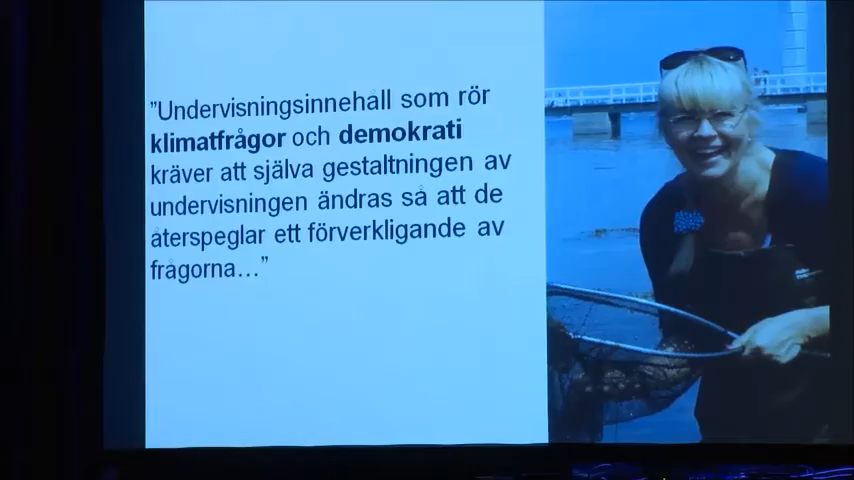 ”Undervisningsinnehåll som rör
klimatfrågor och demokrati
kräver att själva gestaltningen av
undervisningen ändras så att de
återspeglar ett förverkligande av
frågorna…”